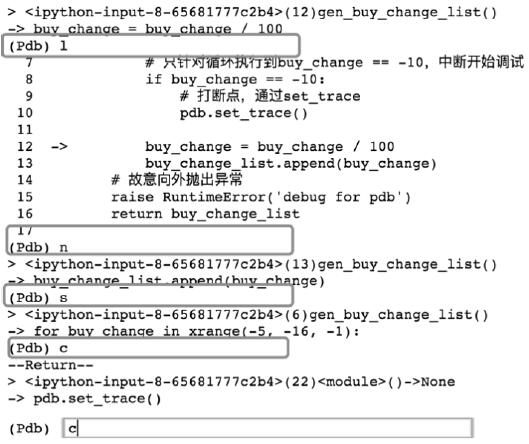 > <ipython-input-8-65681777c2b4>(12)gen_buy_change_list()
-> buy_change = buy_change / 100
(Pdb) l
7 # 只针对循环执行到buy_change == -10，中断开始调试
8 if buy_change == -10:
9 # 打断点，通过set_trace
10 pdb.set_trace()
11
12 -> buy_change = buy_change / 100
13 buy_change_list.append(buy_change)
14 # 故意向外抛出异常
15 raise RuntimeError('debug for pdb')
16 return buy_change_list
17
(Pdb) n
> <ipython-input-8-65681777c2b4>(13)gen_buy_change_list()
-> buy_change_list.append(buy_change)
(Pdb) s
> <ipython-input-8-65681777c2b4>(6)gen_buy_change_list()
-> for buy_change in xrange(-5, -16, -1):
(Pdb) c
--Return--
> <ipython-input-8-65681777c2b4>(22)<module>()->None
-> pdb.set_trace()
(Pdb) c